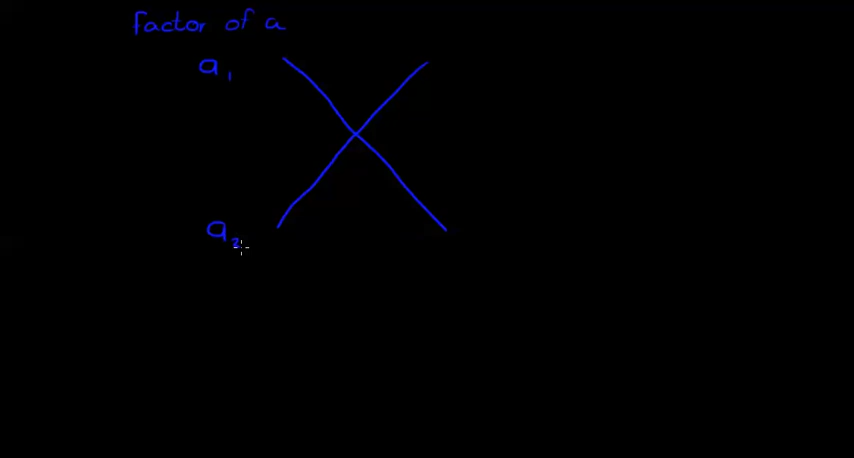 factor of a
a₁
a₂